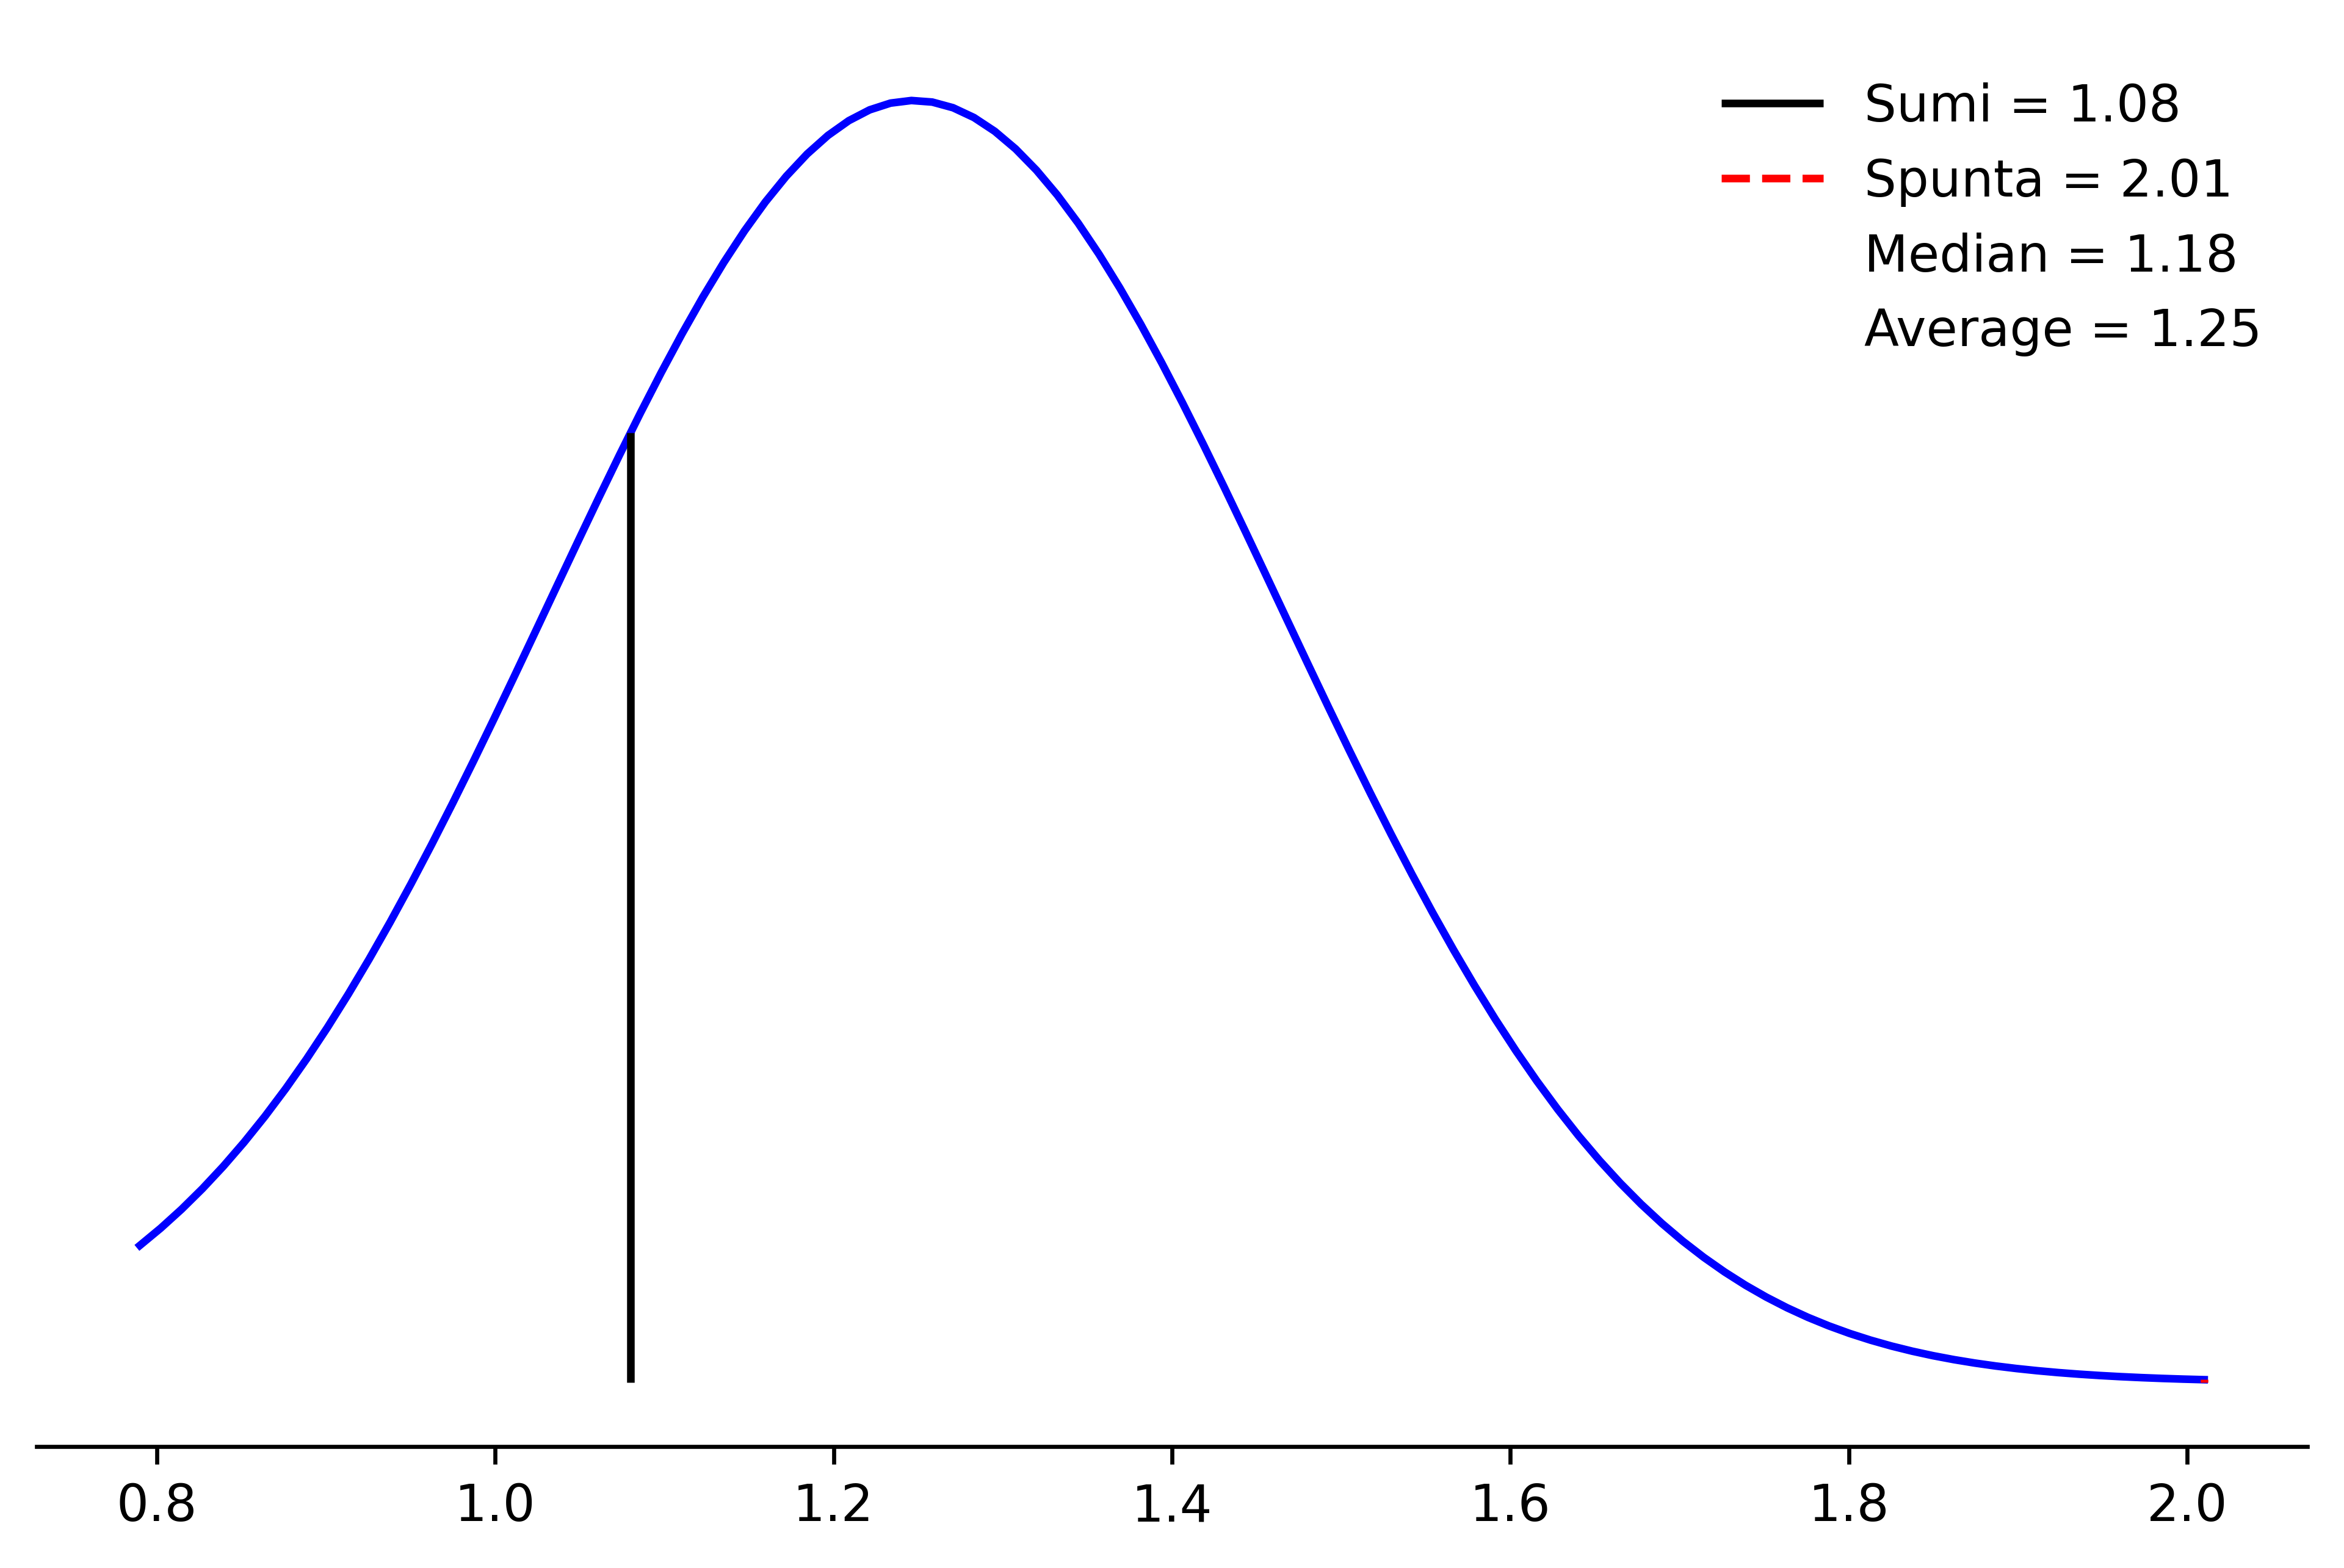 Sumi = 1.08
Spunta = 2.01
Median = 1.18
Average = 1.25
0.8 1.0 1.2 1.4 1.6 1.8 2.0